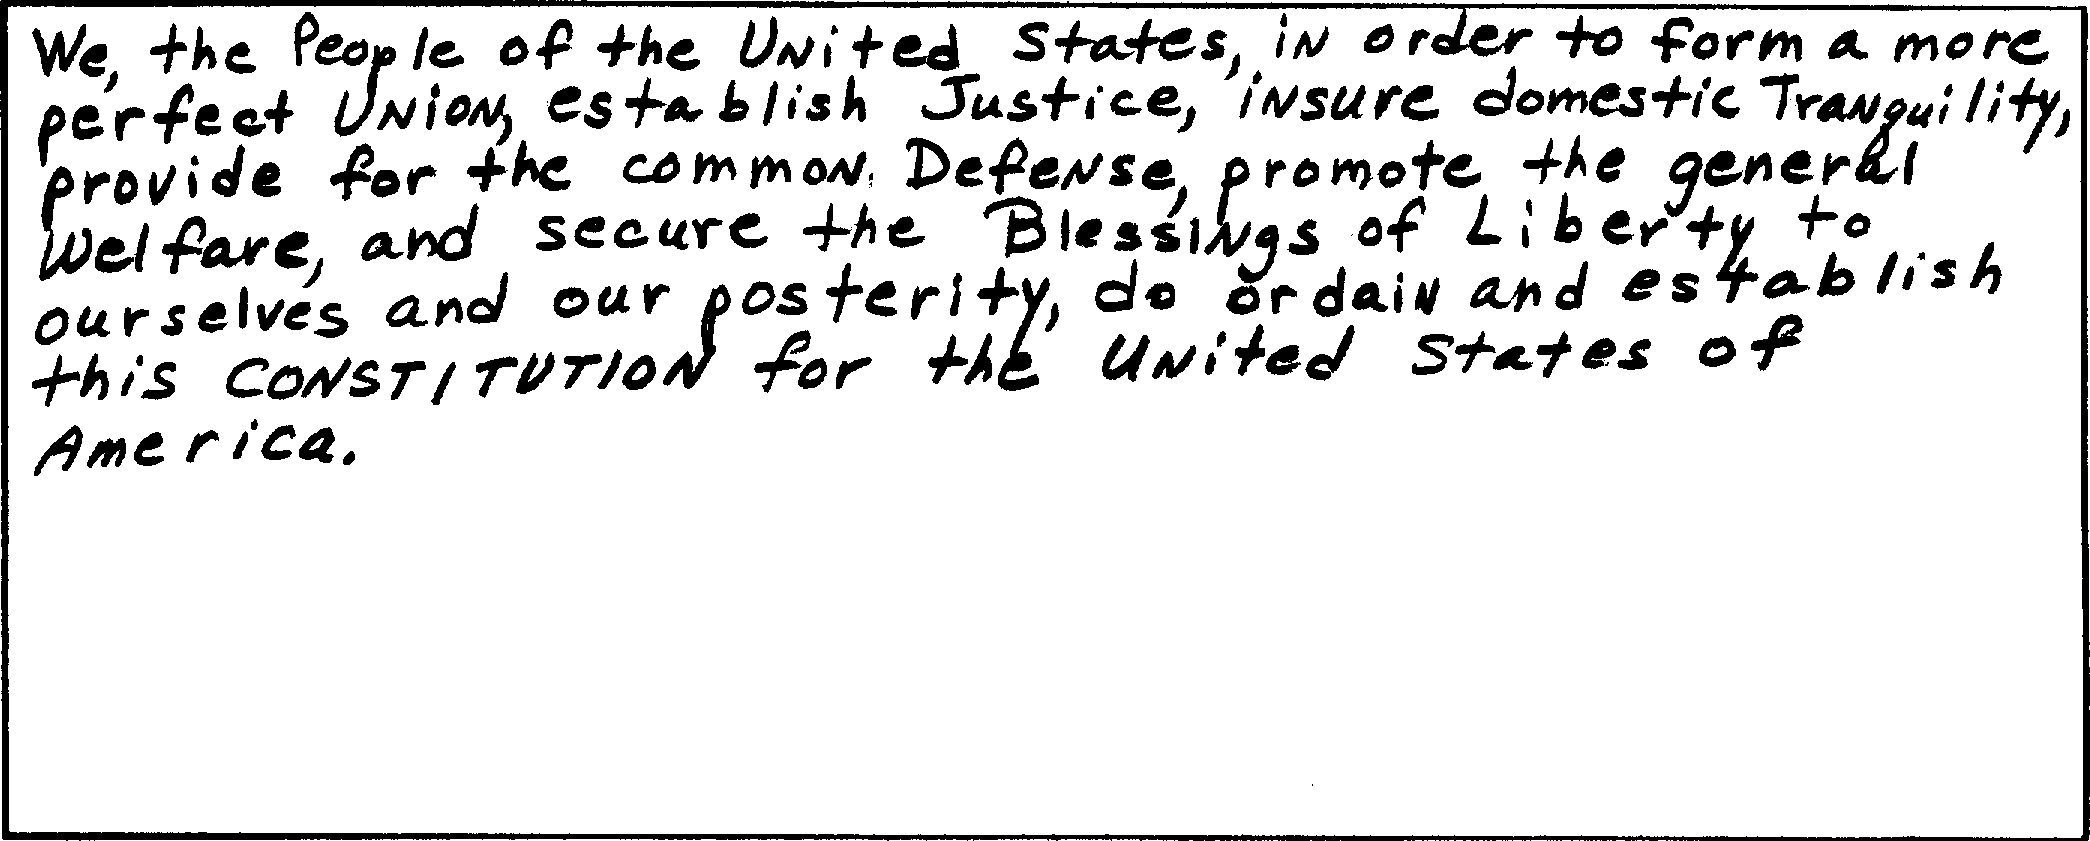 We, the People of the United States, in order to form a more
perfect Union, establish Justice, insure domestic Tranquility,
provide for the common Defense, promote the general
Welfare, and secure the Blessings of Liberty to
ourselves and our posterity, do ordain and establish
this CONSTITUTION for the United States of
America.